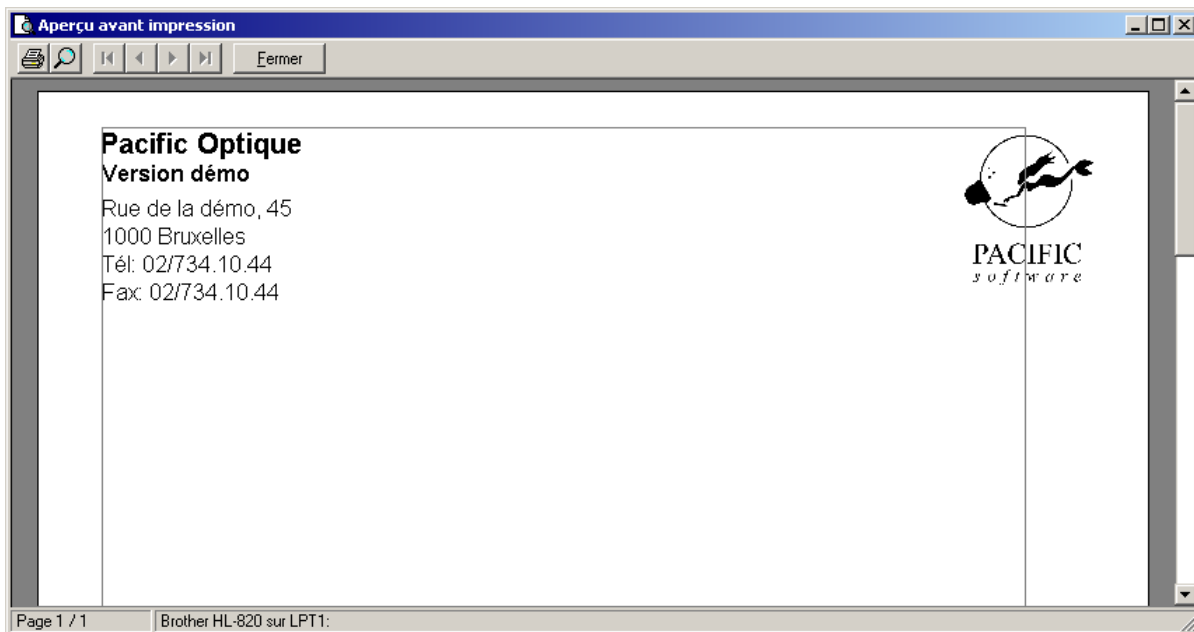 Aperçu avant impression
Fermer
Pacific Optique
Version démo
Rue de la démo, 45
1000 Bruxelles
Tél: 02/734.10.44
Fax: 02/734.10.44
PACIFIC
software
Page 1 / 1
Brother HL-820 sur LPT1: